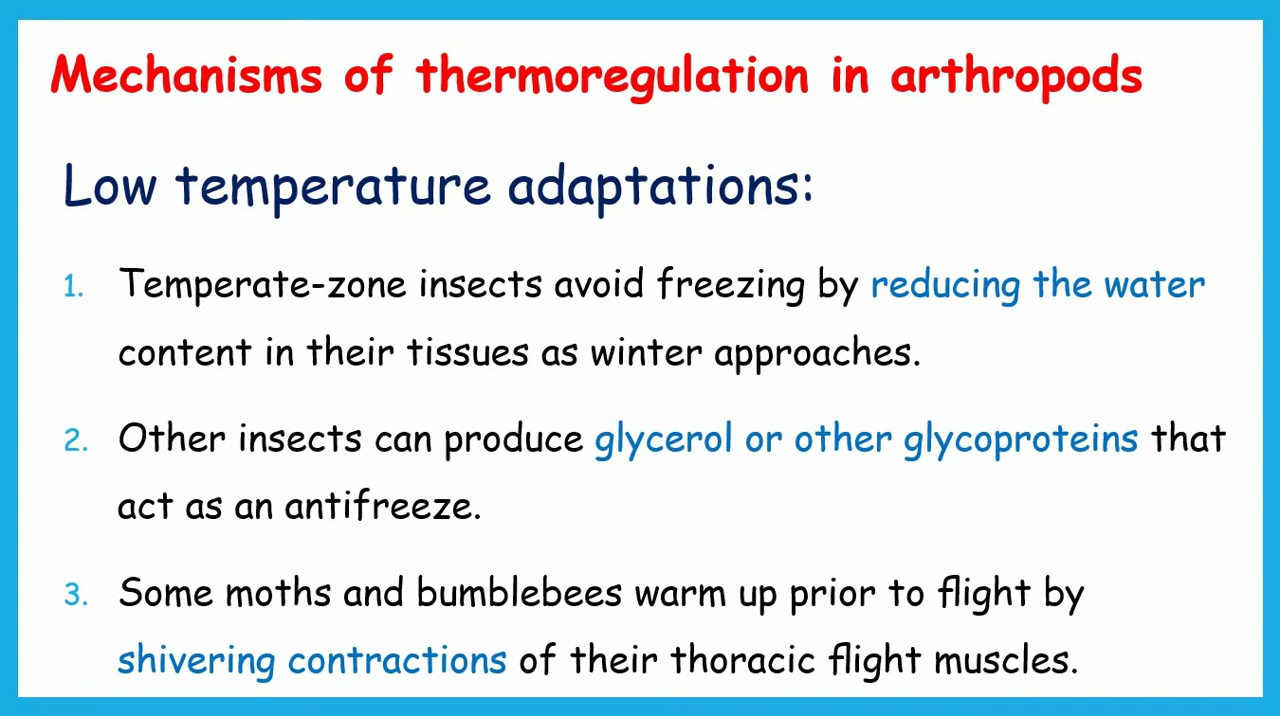 Mechanisms of thermoregulation in arthropods
Low temperature adaptations:
1. Temperate-zone insects avoid freezing by reducing the water
content in their tissues as winter approaches.
2. Other insects can produce glycerol or other glycoproteins that
act as an antifreeze.
3. Some moths and bumblebees warm up prior to flight by
shivering contractions of their thoracic flight muscles.